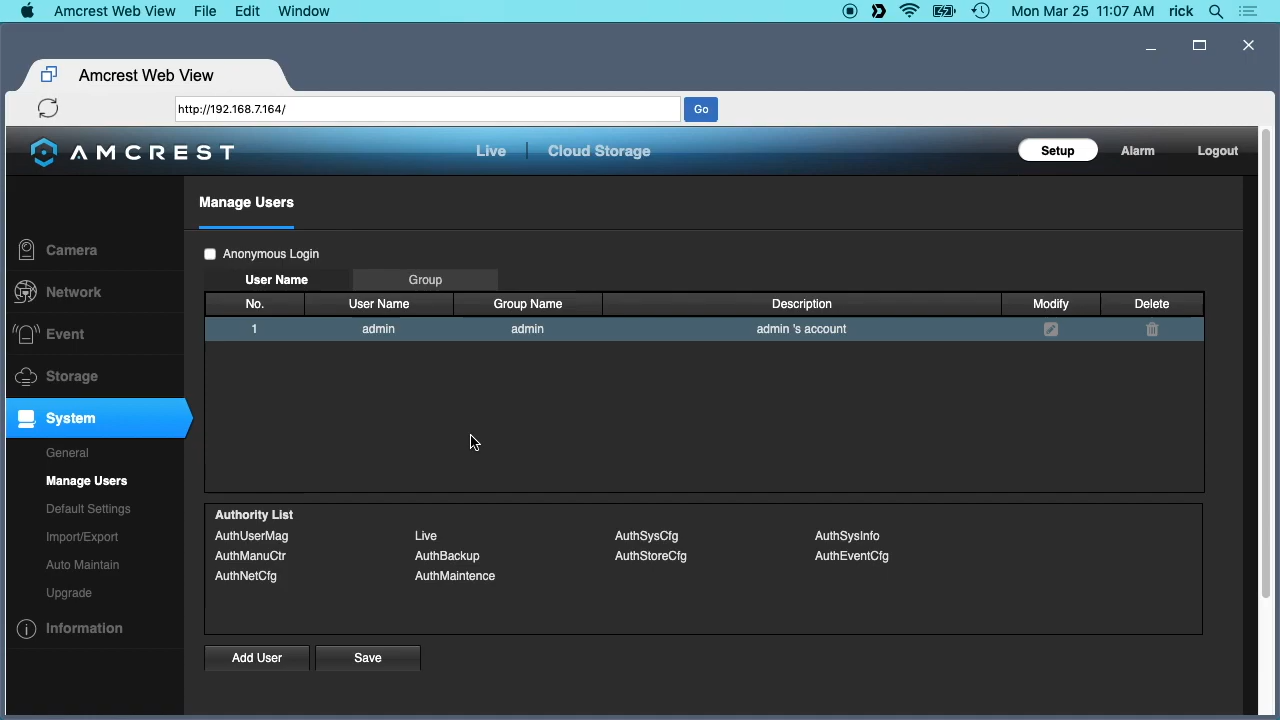 Amcrest Web View File Edit Window Mon Mar 25 11:07 AM rick
Amcrest Web View
http://192.168.7.164/ Go
AMCREST Live Cloud Storage Setup Alarm Logout
Manage Users
Camera
Network
Event
Storage
System
General
Manage Users
Default Settings
Import/Export
Auto Maintain
Upgrade
Information
Anonymous Login
User Name Group
No. User Name Group Name Description Modify Delete
1 admin admin admin 's account
Authority List
AuthUserMag Live AuthSysCfg AuthSysInfo
AuthManuCtr AuthBackup AuthStoreCfg AuthEventCfg
AuthNetCfg AuthMaintence
Add User Save